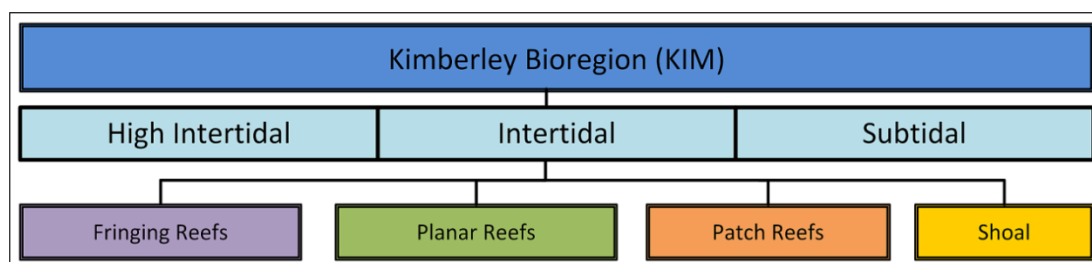 Kimberley Bioregion (KIM)
High Intertidal
Intertidal
Subtidal
Fringing Reefs
Planar Reefs
Patch Reefs
Shoal